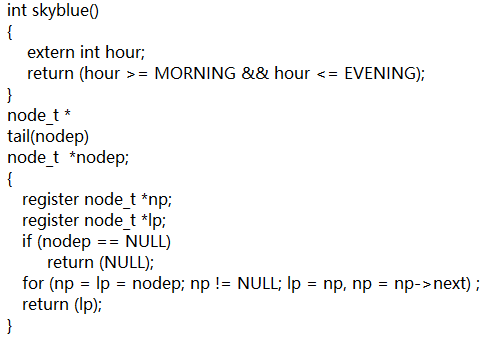 int skyblue()
{
extern int hour;
return (hour >= MORNING && hour <= EVENING);
}
node_t *
tail(nodep)
node_t *nodep;
{
register node_t *np;
register node_t *lp;
if (nodep == NULL)
return (NULL);
for (np = lp = nodep; np != NULL; lp = np, np = np->next) ;
return (lp);
}